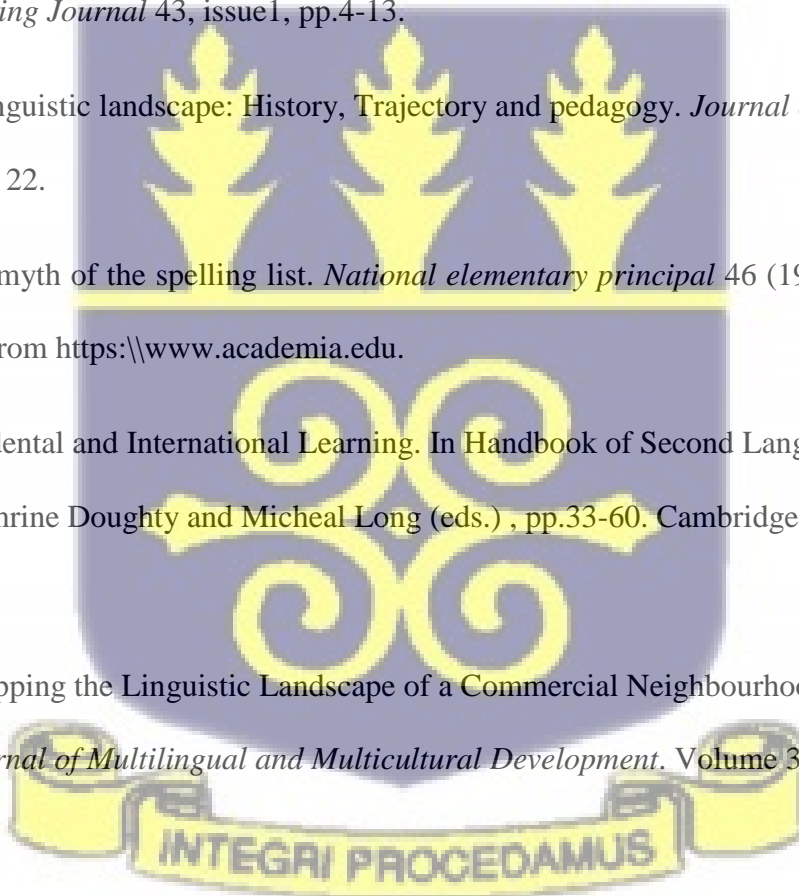 ing Journal 43, issue1, pp.4-13.
nguistic landscape: History, Trajectory and pedagogy. Journal
22.
myth of the spelling list. National elementary principal 46 (19
rom https:\\www.academia.edu.
dental and International Learning. In Handbook of Second Lang
nrine Doughty and Micheal Long (eds.) , pp.33-60. Cambridge
pping the Linguistic Landscape of a Commercial Neighbourhoo
rnal of Multilingual and Multicultural Development. Volume 3
INTEGRI PROCEDAMUS